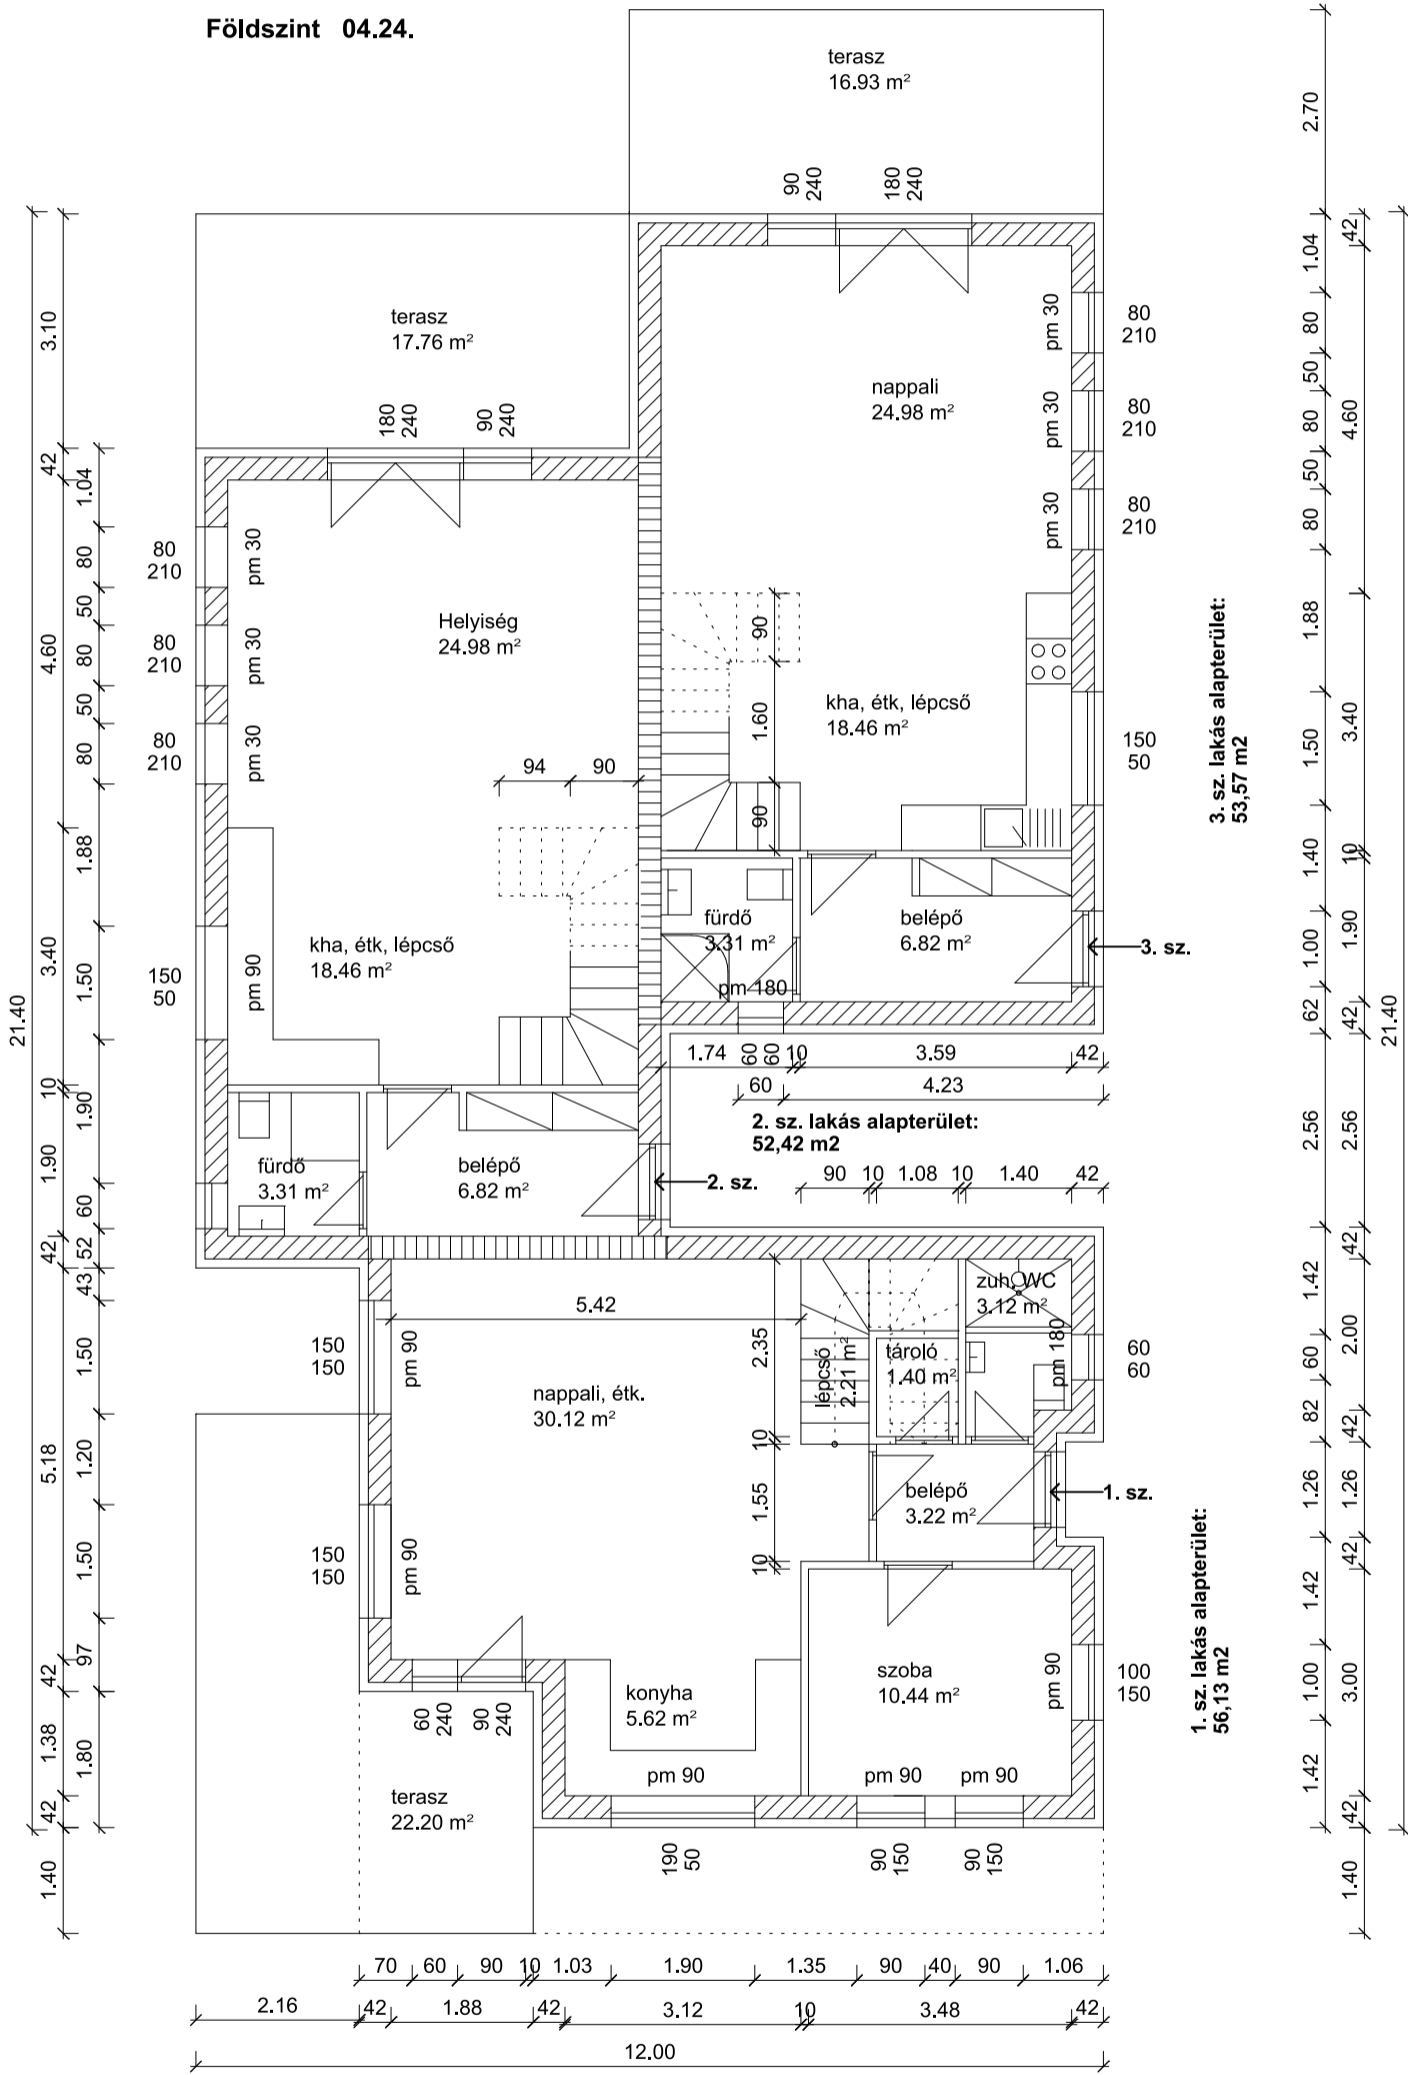 Földszint 04.24.
terasz
16.93 m²
90
240
180
240
terasz
17.76 m²
180
240
90
240
nappali
24.98 m²
pm 30
pm 30
pm 30
80
210
80
210
80
210
Helyiség
24.98 m²
pm 30
pm 30
pm 30
80
210
80
210
80
210
90
1.60
90
kha, étk, lépcső
18.46 m²
150
50
3. sz. lakás alapterület:
53,57 m2
94
90
kha, étk, lépcső
18.46 m²
pm 90
150
50
fürdő
3.31 m²
pm 180
belépő
6.82 m²
3. sz.
1.74
60
60
10
3.59
42
60
4.23
2. sz. lakás alapterület:
52,42 m2
fürdő
3.31 m²
belépő
6.82 m²
2. sz.
90
10
1.08
10
1.40
42
5.42
zuh. WC
3.12 m²
pm 180
60
60
lépcső
2.21 m²
tároló
1.40 m²
2.35
10
1.55
10
150
150
pm 90
nappali, étk.
30.12 m²
belépő
3.22 m²
1. sz.
150
150
pm 90
1. sz. lakás alapterület:
56,13 m2
szoba
10.44 m²
pm 90
100
150
konyha
5.62 m²
60
240
90
240
pm 90
pm 90
pm 90
terasz
22.20 m²
190
50
90
150
90
150
21.40
3.10
42
4.60
3.40
10
1.90
42
5.18
42
1.38
42
1.40
1.04
80
50
80
50
80
1.88
1.50
1.90
60
52
43
1.50
1.20
1.50
97
1.80
2.70
1.04
80
50
80
50
80
1.88
1.50
1.40
1.00
62
2.56
1.42
60
82
1.26
1.42
1.00
1.42
42
4.60
3.40
10
1.90
42
2.56
42
2.00
42
1.26
42
3.00
42
1.40
21.40
70
60
90
10
1.03
1.90
1.35
90
40
90
1.06
2.16
42
1.88
42
3.12
10
3.48
42
12.00